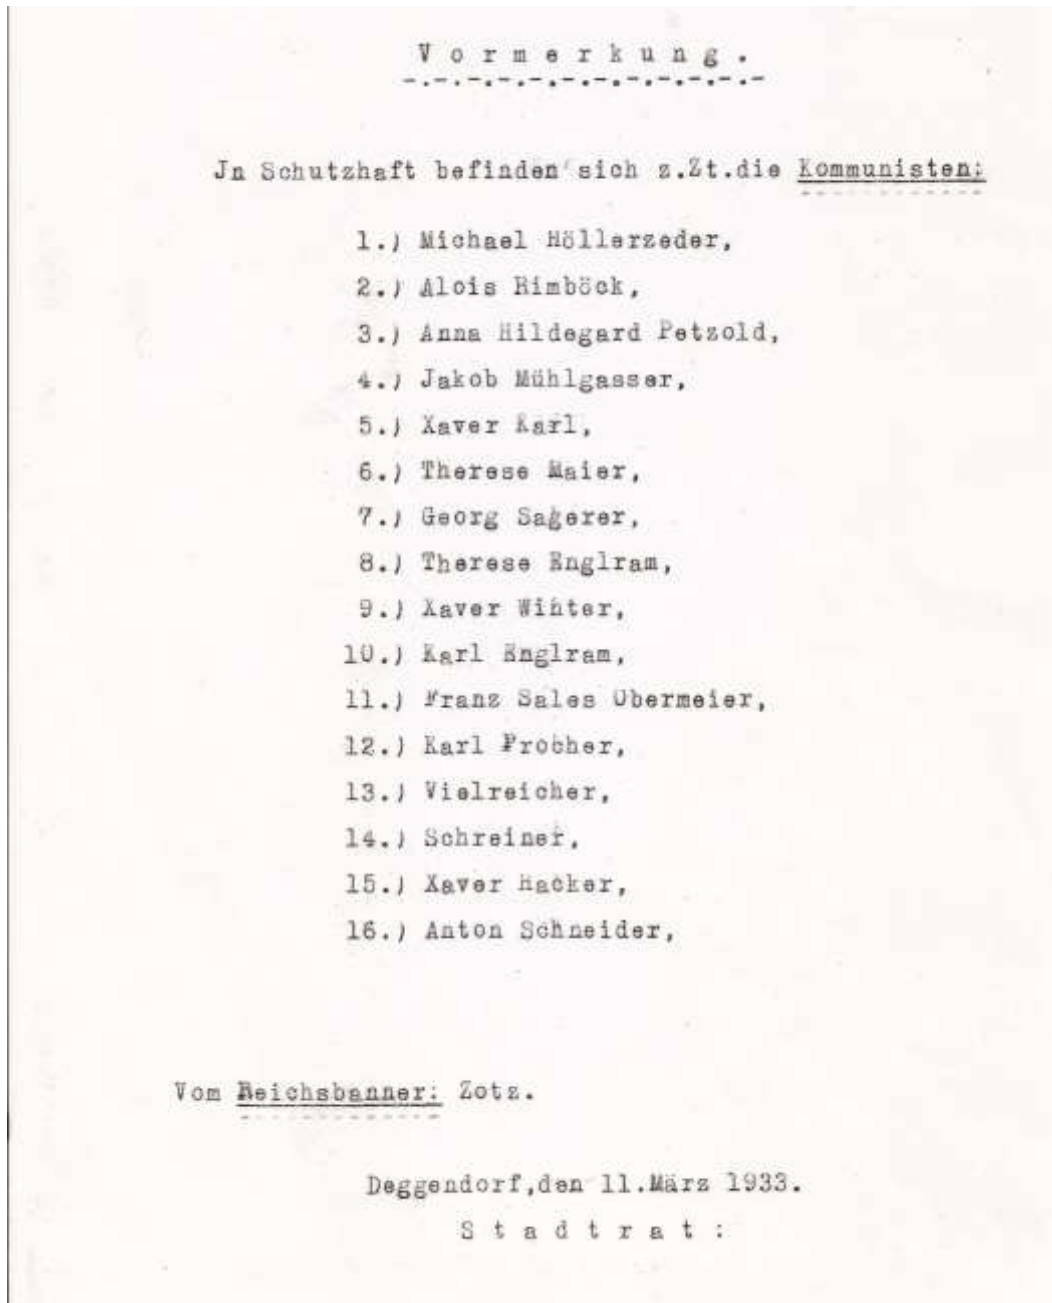 Vormerkung.
-.-.-.-.-.-.-.-.-.-.-.-
Jn Schutzhaft befinden sich z.Zt.die Kommunisten:
1.) Michael Höllerzeder,
2.) Alois Rimböck,
3.) Anna Hildegard Petzold,
4.) Jakob Mühlgasser,
5.) Xaver Karl,
6.) Therese Maier,
7.) Georg Sagerer,
8.) Therese Englram,
9.) Xaver Winter,
10.) Karl Englram,
11.) Franz Sales Obermeier,
12.) Karl
13.) Vielreicher,
14.) Schreiner,
15.) Xaver Hacker,
16.) Anton Schneider,
Vom Reichsbanner: Zotz.
Deggendorf,den 11.März 1933.
Stadtrat: